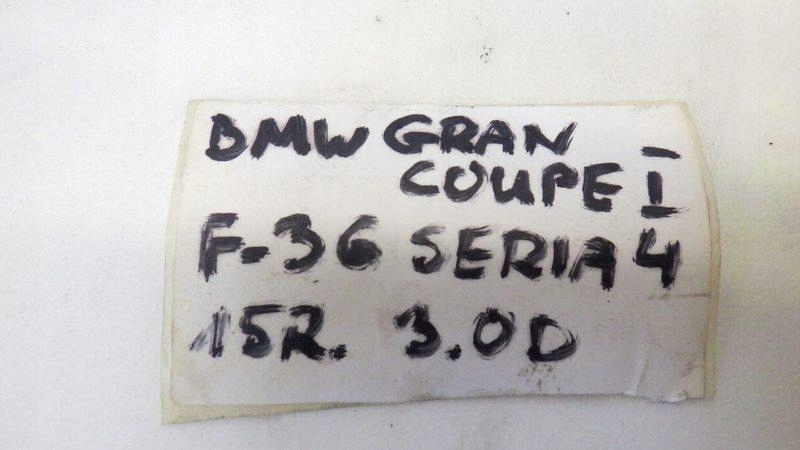 BMW GRAN
COUPE I
F-36 SERIA 4
15R. 3.0D